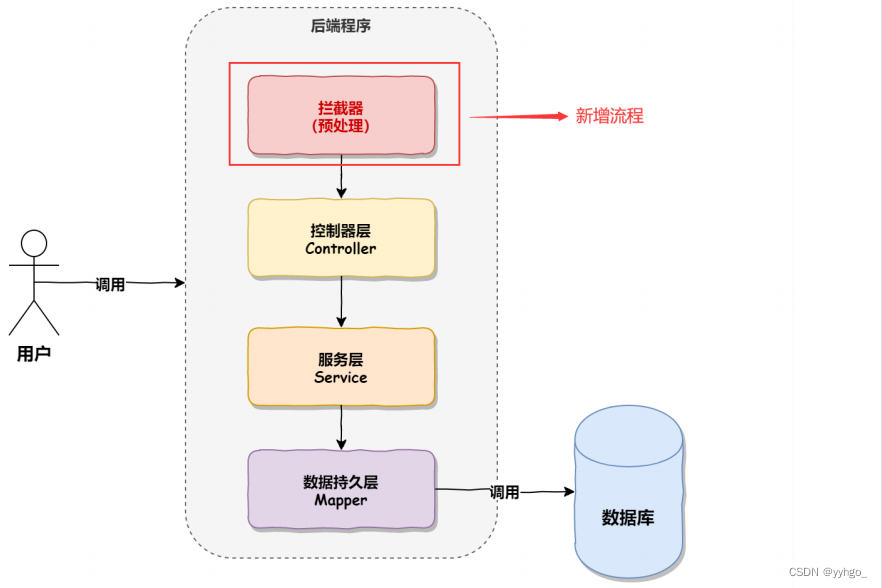 后端程序
拦截器
（预处理）
新增流程
控制器层
Controller
调用
用户
服务层
Service
数据持久层
Mapper
调用
数据库
CSDN @yyhgo_